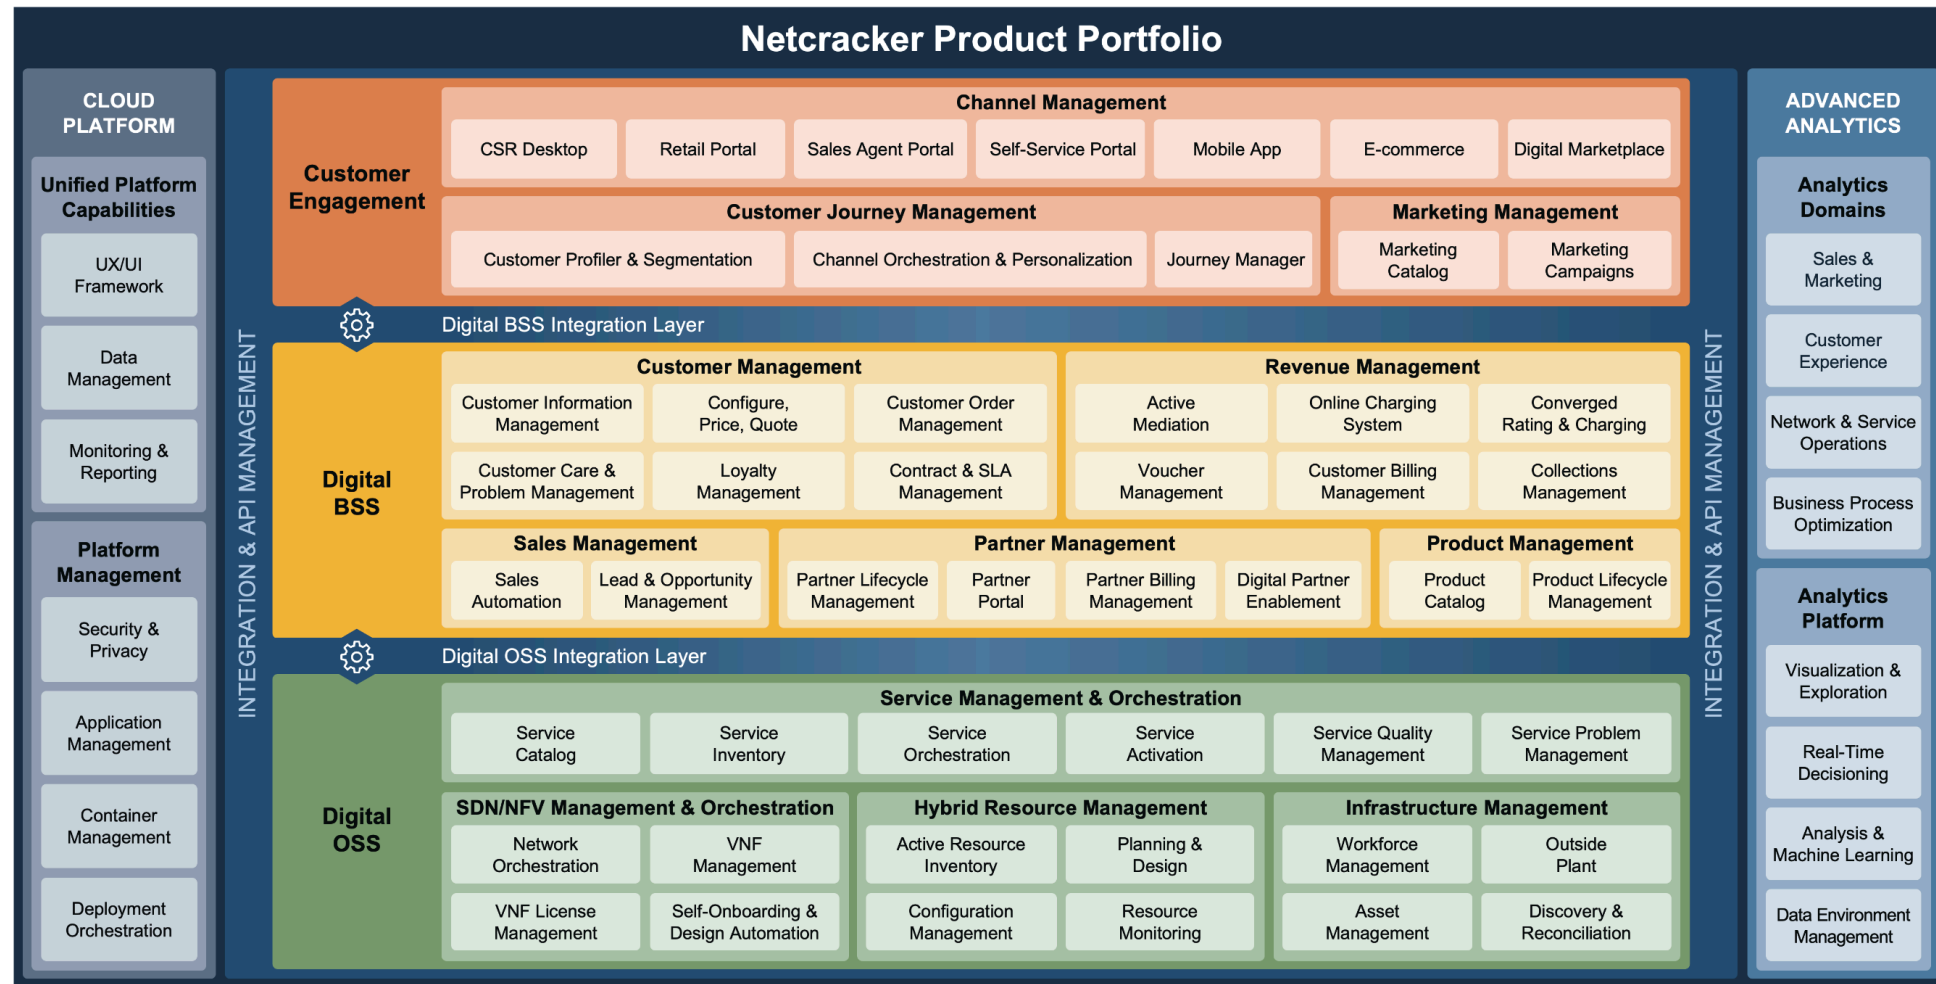 Netcracker Product Portfolio
CLOUD
PLATFORM
Unified Platform
Capabilities
UX/UI
Framework
Data
Management
Monitoring &
Reporting
Platform
Management
Security &
Privacy
Application
Management
Container
Management
Deployment
Orchestration
INTEGRATION & API MANAGEMENT
Customer
Engagement
Channel Management
CSR Desktop
Retail Portal
Sales Agent Portal
Self-Service Portal
Mobile App
E-commerce
Digital Marketplace
Customer Journey Management
Customer Profiler & Segmentation
Channel Orchestration & Personalization
Journey Manager
Marketing Management
Marketing
Catalog
Marketing
Campaigns
Digital BSS Integration Layer
Digital
BSS
Customer Management
Customer Information
Management
Configure,
Price, Quote
Customer Order
Management
Customer Care &
Problem Management
Loyalty
Management
Contract & SLA
Management
Revenue Management
Active
Mediation
Online Charging
System
Converged
Rating & Charging
Voucher
Management
Customer Billing
Management
Collections
Management
Sales Management
Sales
Automation
Lead & Opportunity
Management
Partner Management
Partner Lifecycle
Management
Partner
Portal
Partner Billing
Management
Digital Partner
Enablement
Product Management
Product
Catalog
Product Lifecycle
Management
Digital OSS Integration Layer
Digital
OSS
Service Management & Orchestration
Service
Catalog
Service
Inventory
Service
Orchestration
Service
Activation
Service Quality
Management
Service Problem
Management
SDN/NFV Management & Orchestration
Network
Orchestration
VNF
Management
VNF License
Management
Self-Onboarding &
Design Automation
Hybrid Resource Management
Active Resource
Inventory
Planning &
Design
Configuration
Management
Resource
Monitoring
Infrastructure Management
Workforce
Management
Outside
Plant
Asset
Management
Discovery &
Reconciliation
INTEGRATION & API MANAGEMENT
ADVANCED
ANALYTICS
Analytics
Domains
Sales &
Marketing
Customer
Experience
Network & Service
Operations
Business Process
Optimization
Analytics
Platform
Visualization &
Exploration
Real-Time
Decisioning
Analysis &
Machine Learning
Data Environment
Management